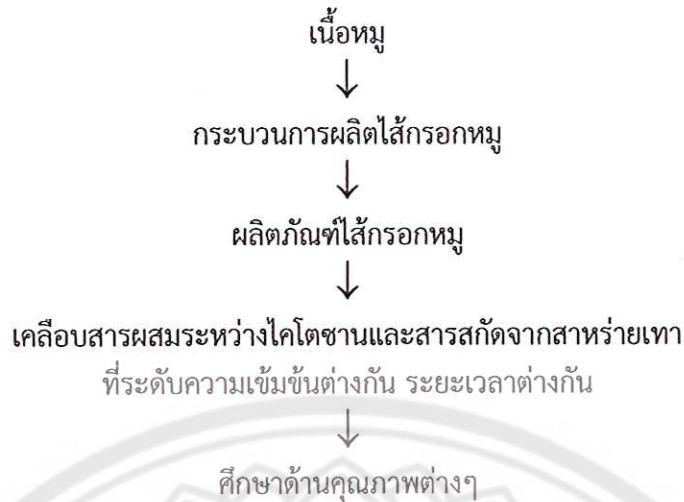 เนื้อหมู
กระบวนการผลิตไส้กรอกหมู
ผลิตภัณฑ์ไส้กรอกหมู
เคลือบสารผสมระหว่างไคโตซานและสารสกัดจากสาหร่ายเทา
ที่ระดับความเข้มข้นต่างกัน ระยะเวลาต่างกัน
ศึกษาด้านคุณภาพต่างๆ